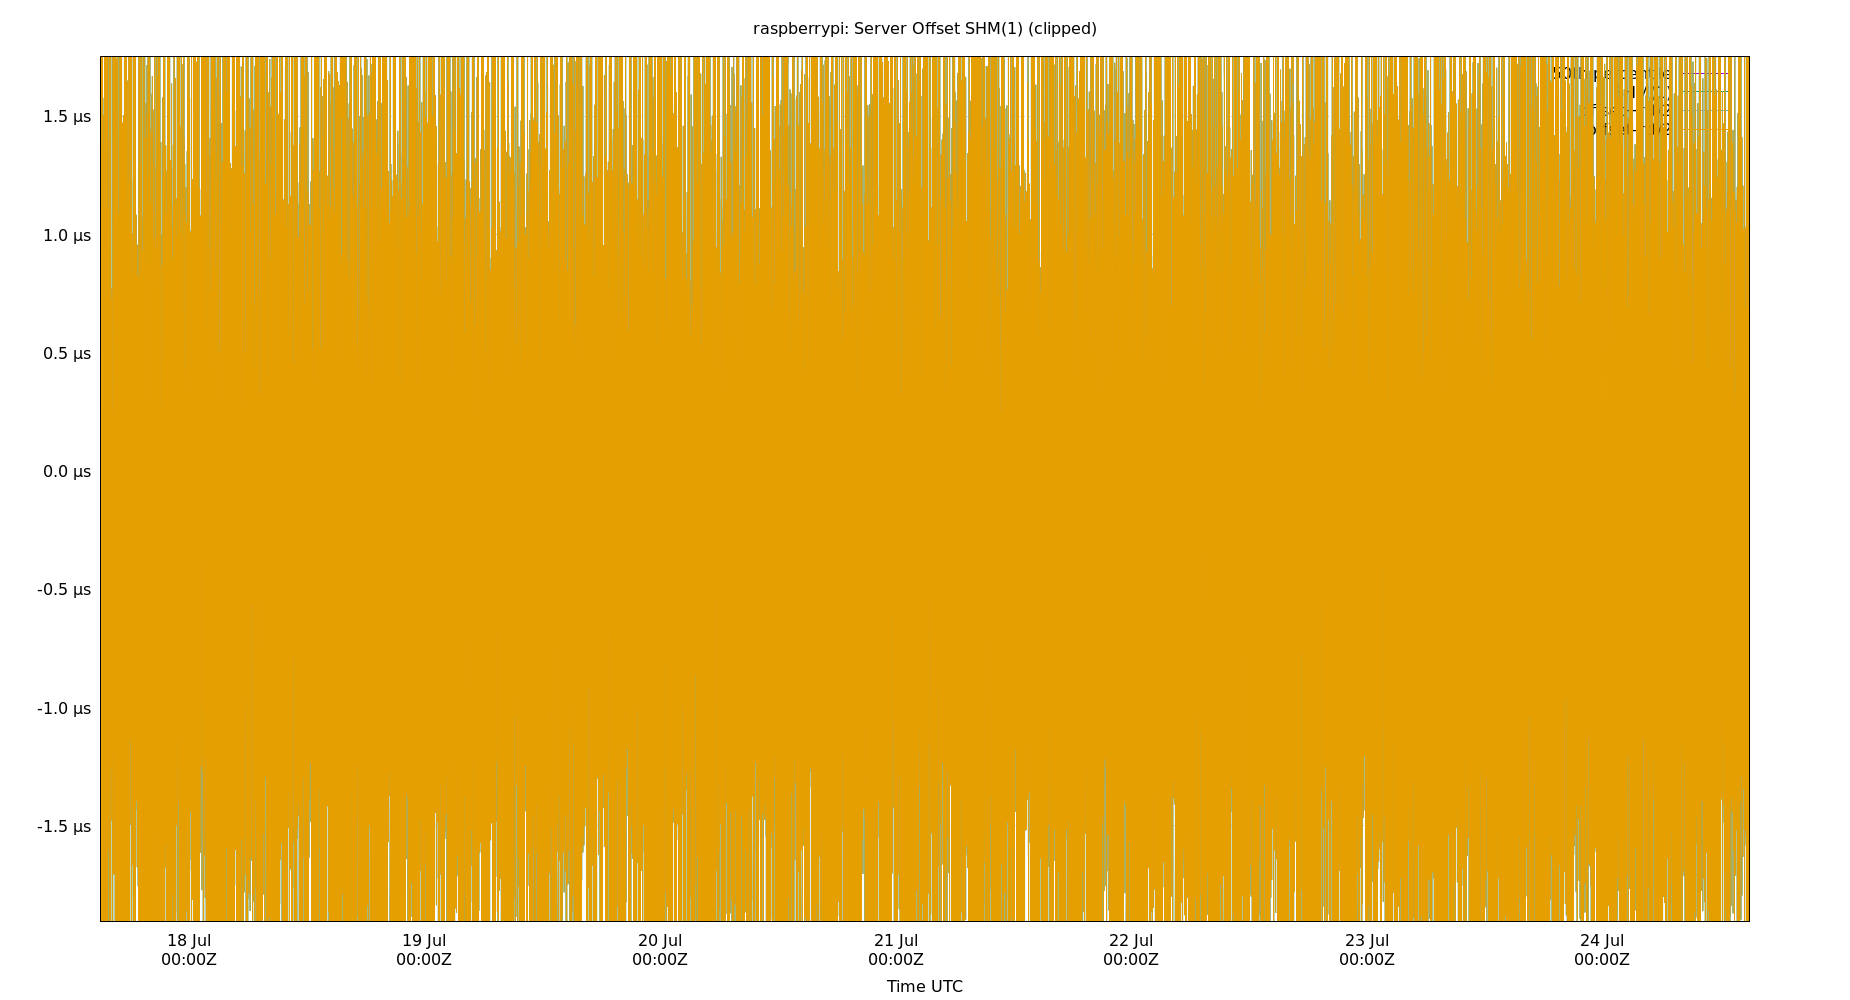 raspberrypi: Server Offset SHM(1) (clipped)
1.5 µs
1.0 µs
0.5 µs
0.0 µs
-0.5 µs
-1.0 µs
-1.5 µs
18 Jul 19 Jul 20 Jul 21 Jul 22 Jul 23 Jul 24 Jul
00:00Z 00:00Z 00:00Z 00:00Z 00:00Z 00:00Z 00:00Z
Time UTC